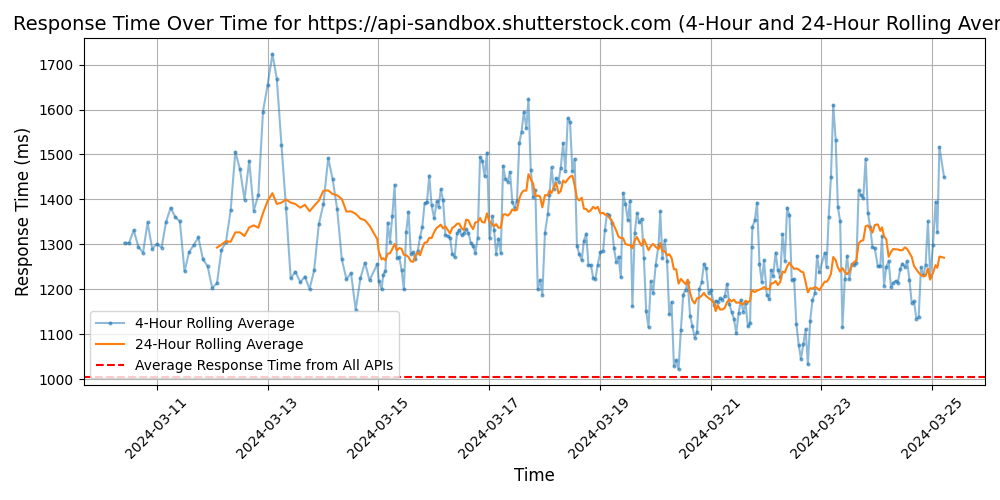 Response Time Over Time for https://api-sandbox.shutterstock.com (4-Hour and 24-Hour Rolling Aver
Response Time (ms)
1700
1600
1500
1400
1300
1200
1100
1000
4-Hour Rolling Average
24-Hour Rolling Average
Average Response Time from All APIs
2024-03-11
2024-03-13
2024-03-15
2024-03-17
2024-03-19
2024-03-21
2024-03-23
2024-03-25
Time